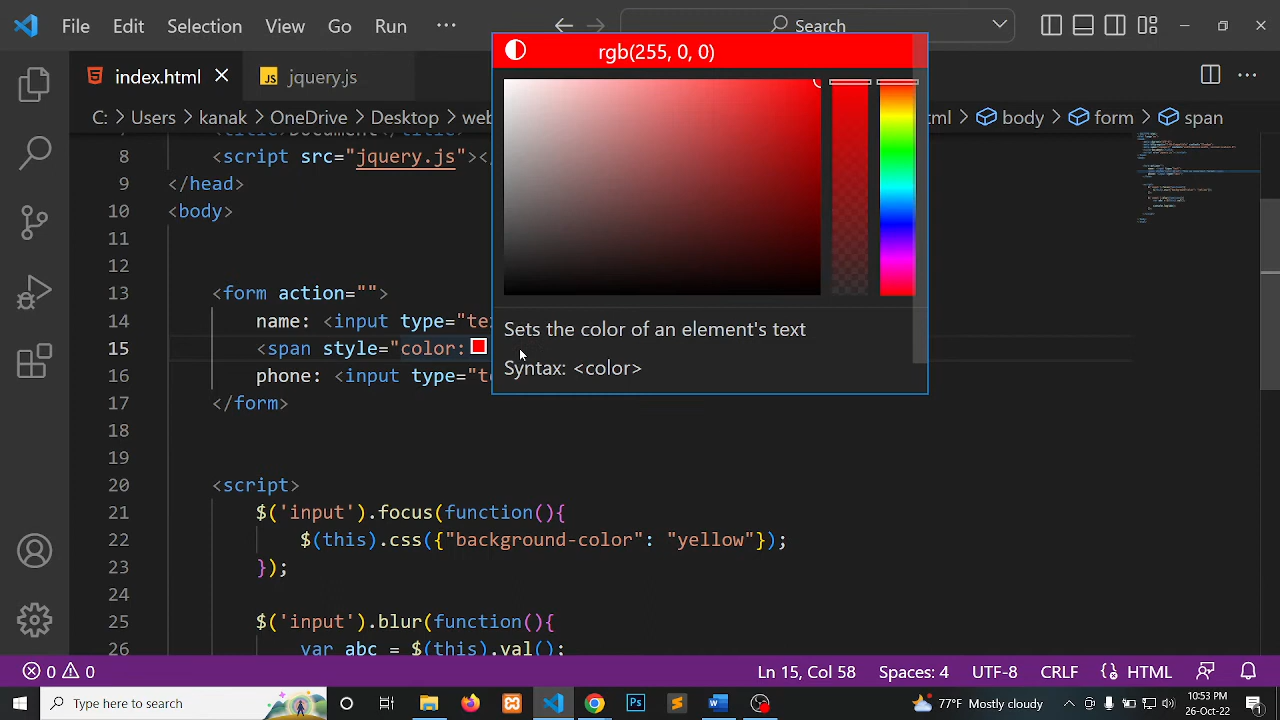 File Edit Selection View Go Run ··· Search
index.html jquery.js
C: > Users > kanak > OneDrive > Desktop > web
ml > body > form > span
rgb(255, 0, 0)
Sets the color of an element's text
Syntax: <color>
<title>Document</title>
8 <script src="jquery.js"><
9 </head>
10 <body>
11
12
13 <form action="">
14 name: <input type="te
15 <span style="color:
16 phone: <input type="t
17 </form>
18
19
20 <script>
21 $('input').focus(function(){
22 $(this).css({"background-color": "yellow"});
23 });
24
25 $('input').blur(function(){
26 var abc = $(this).val();
0 0 Ln 15, Col 58 Spaces: 4 UTF-8 CRLF HTML
Type here to search 77°F Mostly cloudy 10:53 PM
26-Oct-22